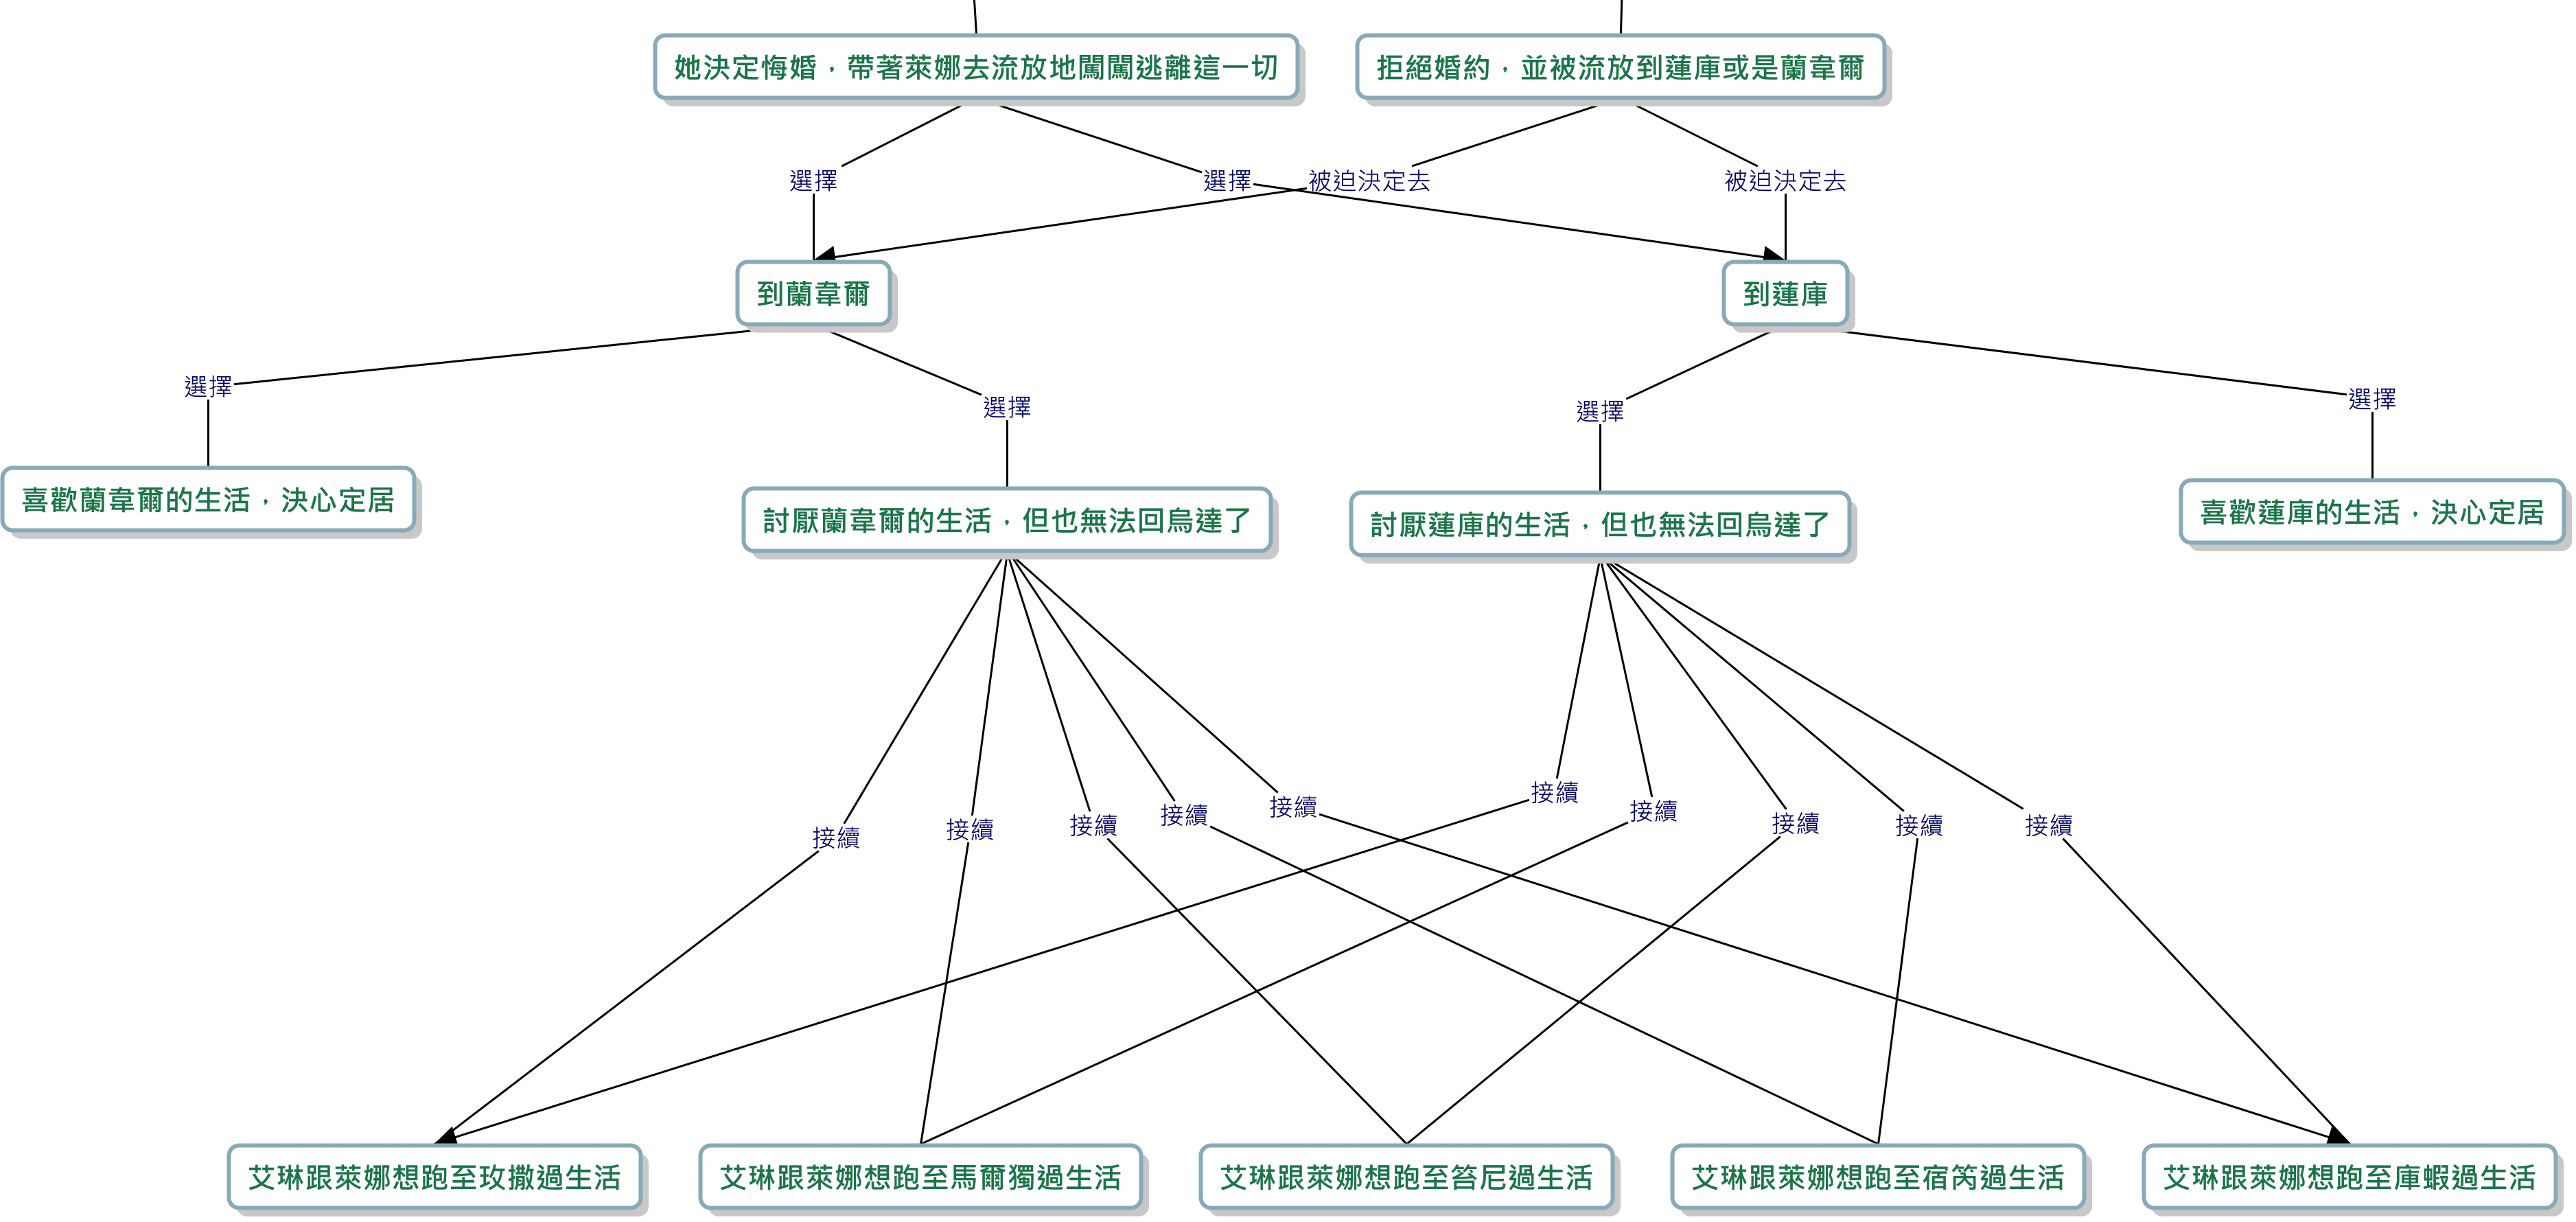 她決定悔婚，帶著萊娜去流放地闖闖逃離這一切
拒絕婚約，並被流放到蓮庫或是蘭韋爾
選擇
選擇
被迫決定去
被迫決定去
到蘭韋爾
到蓮庫
選擇
選擇
選擇
選擇
喜歡蘭韋爾的生活，決心定居
討厭蘭韋爾的生活，但也無法回烏達了
討厭蓮庫的生活，但也無法回烏達了
喜歡蓮庫的生活，決心定居
接續
接續
接續
接續
接續
接續
接續
接續
接續
接續
艾琳跟萊娜想跑至玫撒過生活
艾琳跟萊娜想跑至馬爾獨過生活
艾琳跟萊娜想跑至答尼過生活
艾琳跟萊娜想跑至宿笍過生活
艾琳跟萊娜想跑至庫蝦過生活